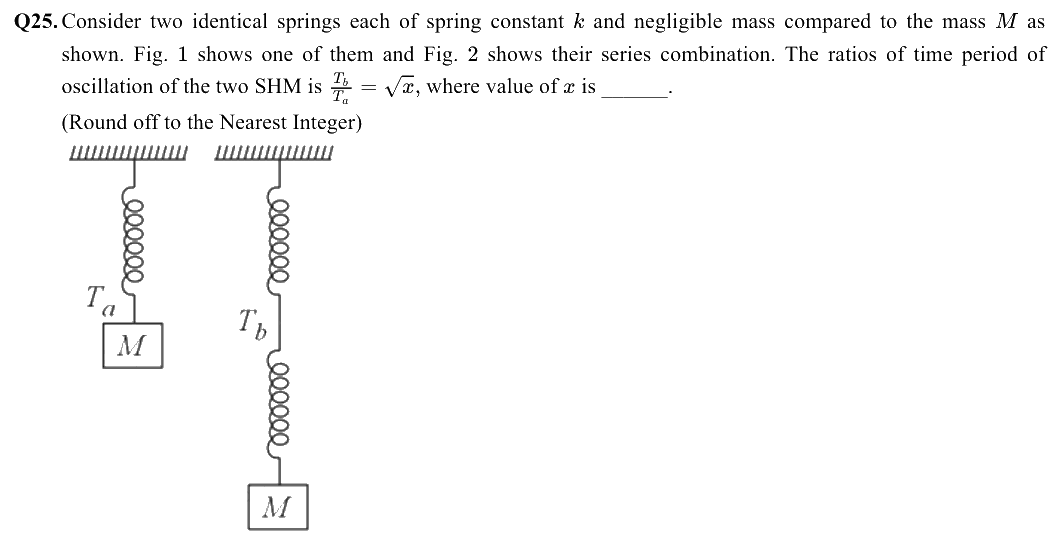 Q25. Consider two identical springs each of spring constant k and negligible mass compared to the mass M as
shown. Fig. 1 shows one of them and Fig. 2 shows their series combination. The ratios of time period of
oscillation of the two SHM is T_b/T_a = √x, where value of x is ______.
(Round off to the Nearest Integer)
T_a
T_b
M
M